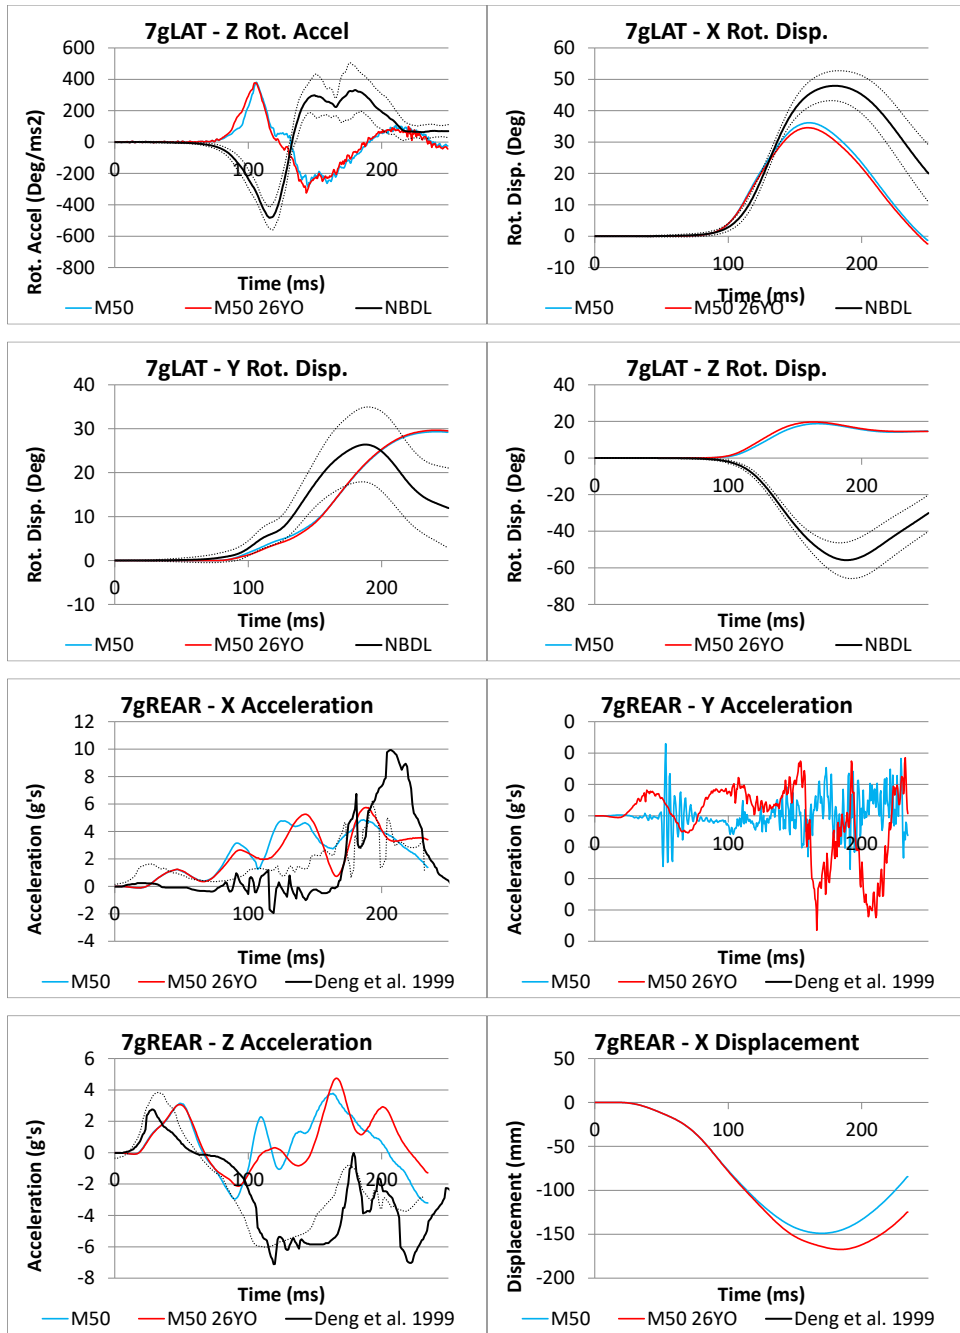 7gLAT - Z Rot. Accel
Rot. Accel (Deg/ms2)
600
400
200
0
-200
-400
-600
-800
0
100
200
Time (ms)
M50
M50 26YO
NBDL
7gLAT - X Rot. Disp.
Rot. Disp. (Deg)
60
50
40
30
20
10
0
-10
0
100
200
Time (ms)
M50
M50 26YO
NBDL
7gLAT - Y Rot. Disp.
Rot. Disp. (Deg)
40
30
20
10
0
-10
0
100
200
Time (ms)
M50
M50 26YO
NBDL
7gLAT - Z Rot. Disp.
Rot. Disp. (Deg)
40
20
0
-20
-40
-60
-80
0
100
200
Time (ms)
M50
M50 26YO
NBDL
7gREAR - X Acceleration
Acceleration (g's)
12
10
8
6
4
2
0
-2
-4
0
100
200
Time (ms)
M50
M50 26YO
Deng et al. 1999
7gREAR - Y Acceleration
Acceleration (g's)
0
0
0
0
0
0
0
0
0
100
200
Time (ms)
M50
M50 26YO
Deng et al. 1999
7gREAR - Z Acceleration
Acceleration (g's)
6
4
2
0
-2
-4
-6
-8
0
100
200
Time (ms)
M50
M50 26YO
Deng et al. 1999
7gREAR - X Displacement
Displacement (mm)
50
0
-50
-100
-150
-200
0
100
200
Time (ms)
M50
M50 26YO
Deng et al. 1999